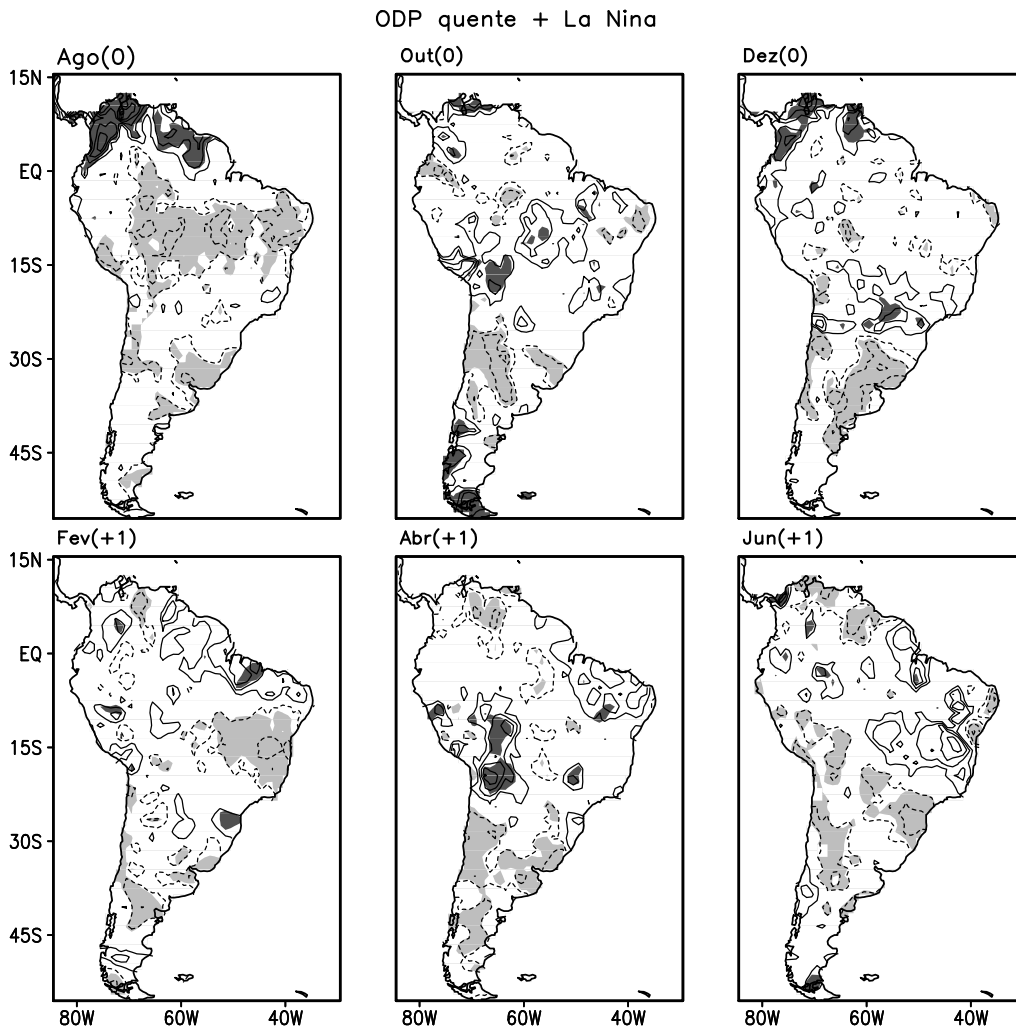 ODP quente + La Nina
Ago(0)
Out(0)
Dez(0)
15N
EQ
15S
30S
45S
Fev(+1)
Abr(+1)
Jun(+1)
15N
EQ
15S
30S
45S
80W 60W 40W
80W 60W 40W
80W 60W 40W